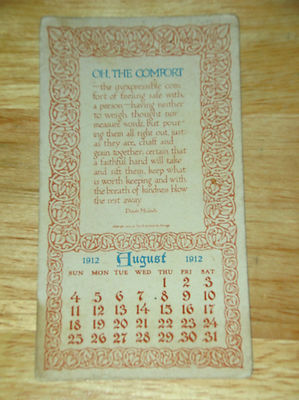 OH, THE COMFORT
—the inexpressible com
fort of feeling safe with
a person—having neither
to weigh thought nor
measure words, but pour
ing them all right out, just
as they are, chaff and
grain together, certain that
a faithful hand will take
and sift them, keep what
is worth keeping and with
the breath of kindness blow
the rest away.
Dinah Mulock
1912 August 1912
SUN MON TUE WED THU FRI SAT
1 2 3
4 5 6 7 8 9 10
11 12 13 14 15 16 17
18 19 20 21 22 23 24
25 26 27 28 29 30 31